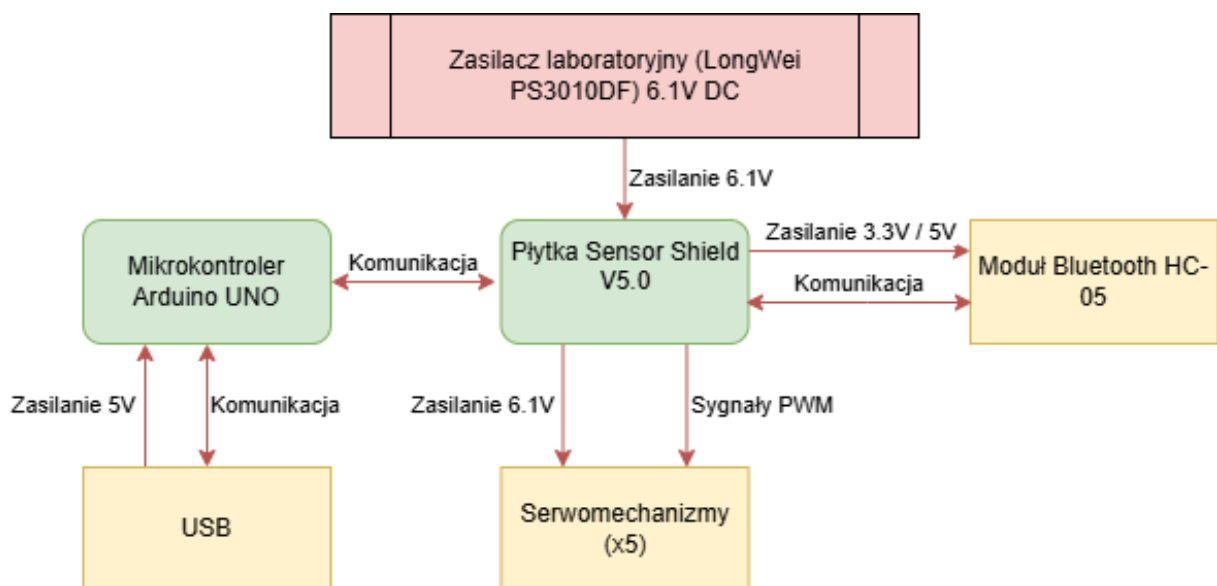 Zasilacz laboratoryjny (LongWei
PS3010DF) 6.1V DC
Zasilanie 6.1V
Mikrokontroler
Arduino UNO
Komunikacja
Płytka Sensor Shield
V5.0
Zasilanie 3.3V / 5V
Komunikacja
Moduł Bluetooth HC-
05
Zasilanie 5V
Komunikacja
Zasilanie 6.1V
Sygnały PWM
USB
Serwomechanizmy
(x5)